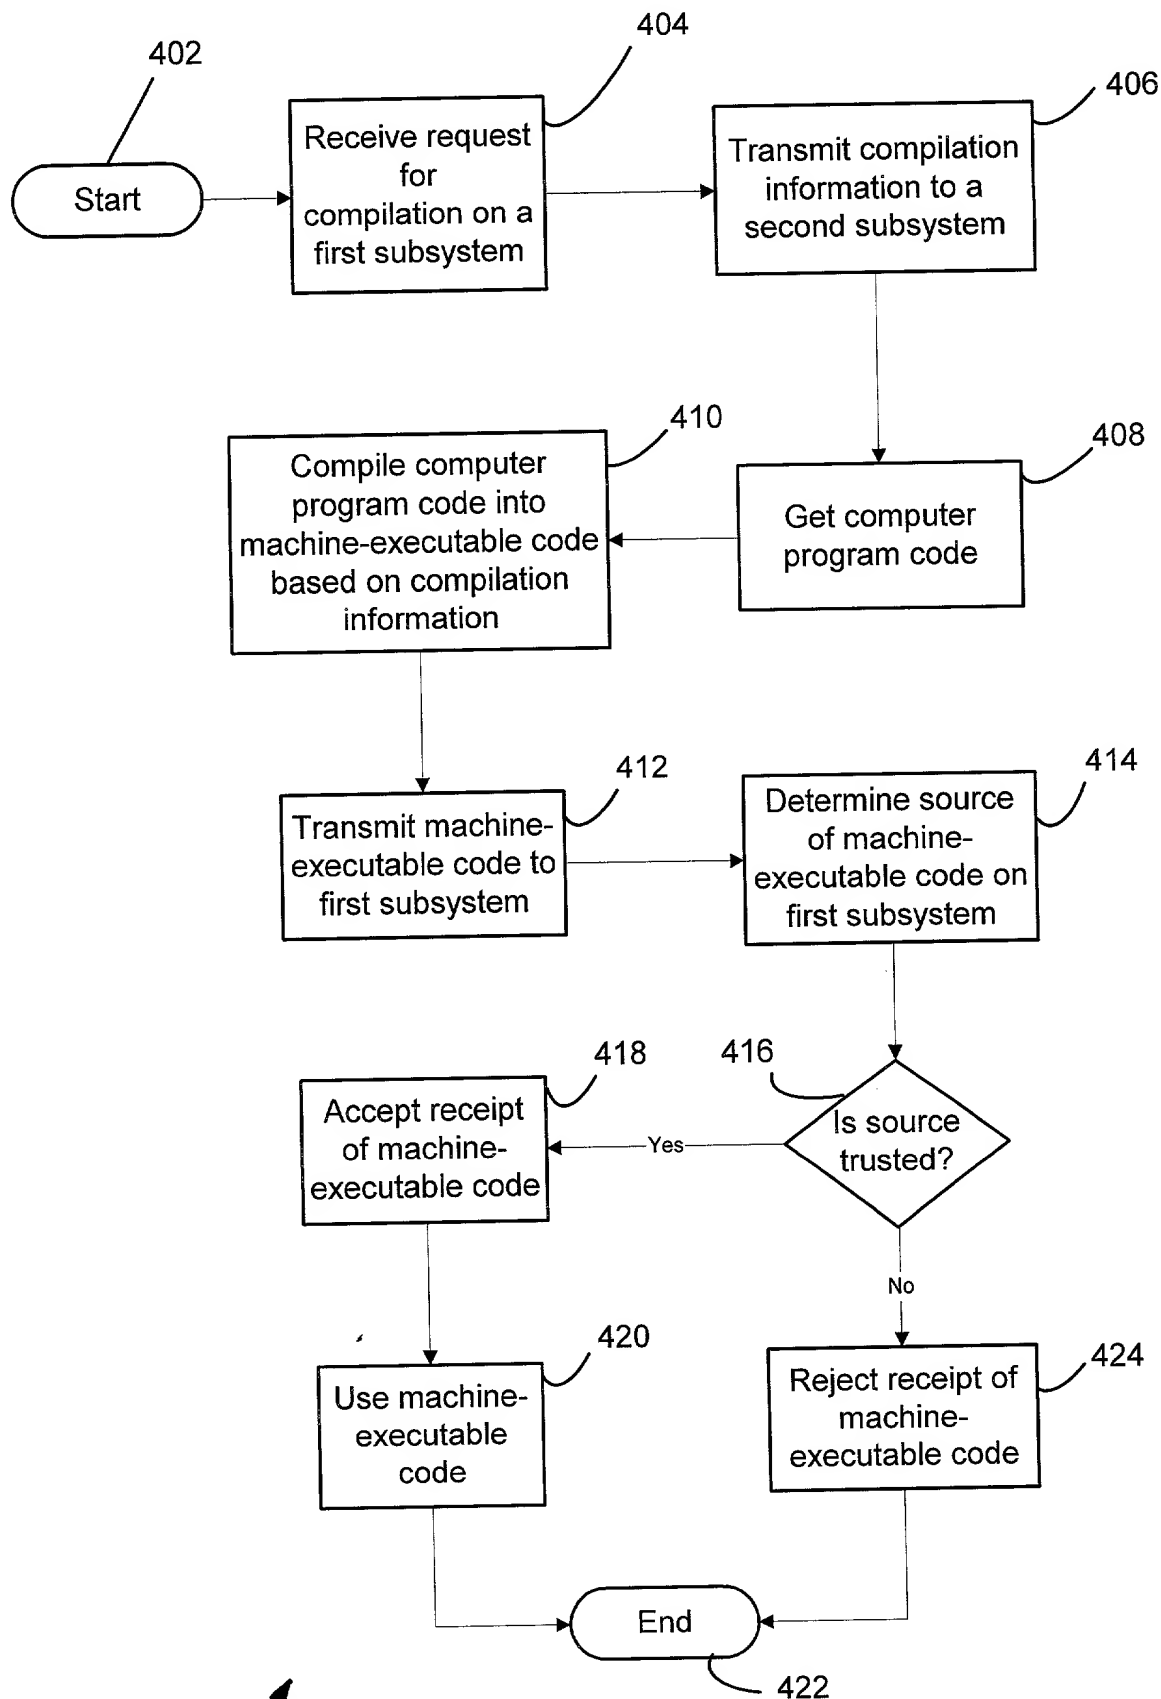 402
404
406
Start
Receive request
for
compilation on a
first subsystem
Transmit compilation
information to a
second subsystem
410
408
Compile computer
program code into
machine-executable code
based on compilation
information
Get computer
program code
412
414
Transmit machine-
executable code to
first subsystem
Determine source
of machine-
executable code on
first subsystem
418
416
Accept receipt
of machine-
executable code
Yes
Is source
trusted?
No
420
424
Use machine-
executable
code
Reject receipt of
machine-
executable code
End
422